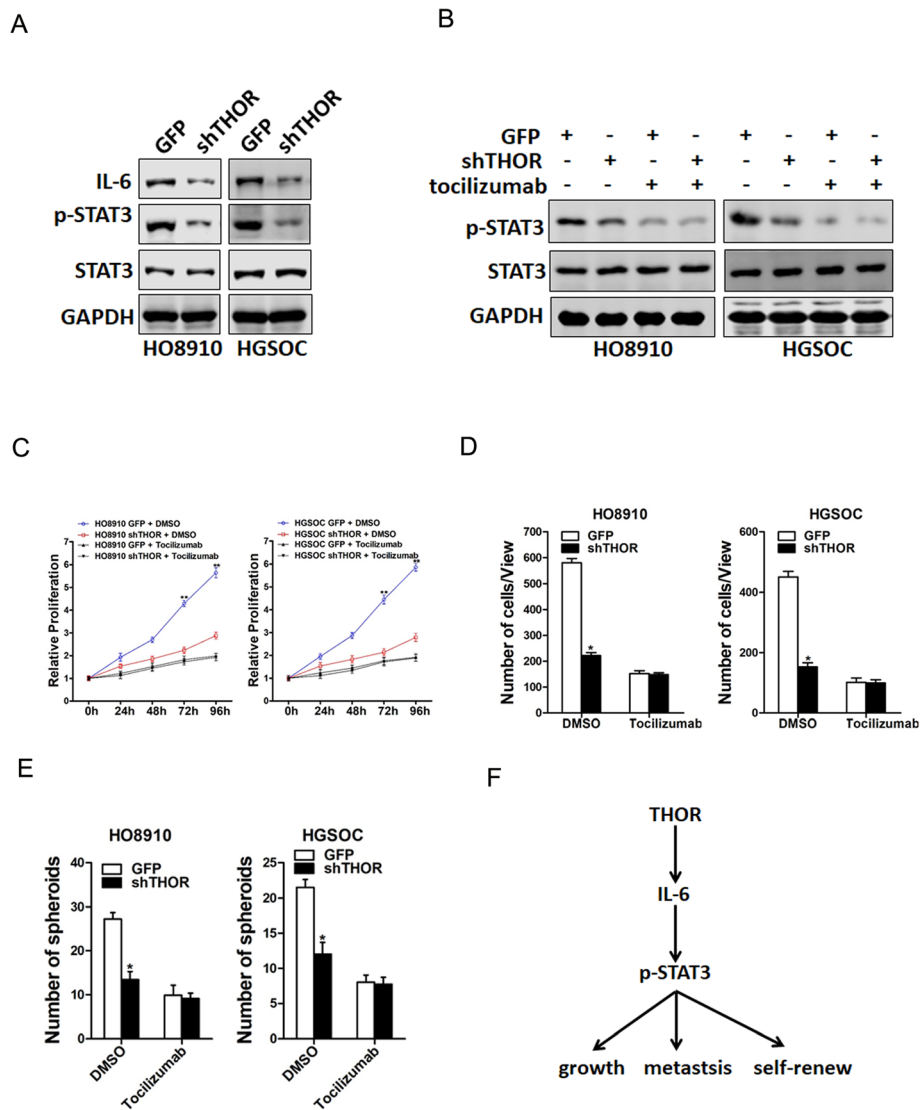 A
GFP
shTHOR
GFP
shTHOR
IL-6
p-STAT3
STAT3
GAPDH
HO8910 HGSOC
B
GFP + - + - + - + -
shTHOR - + - + - + - +
tocilizumab - - + + - - + +
p-STAT3
STAT3
GAPDH
HO8910 HGSOC
C
HO8910 GFP + DMSO
HO8910 shTHOR + DMSO
HO8910 GFP + Tocilizumab
HO8910 shTHOR + Tocilizumab
Relative Proliferation
7
6
5
4
3
2
1
0
** **
0h 24h 48h 72h 96h
HGSOC GFP + DMSO
HGSOC shTHOR + DMSO
HGSOC GFP + Tocilizumab
HGSOC shTHOR + Tocilizumab
Relative Proliferation
7
6
5
4
3
2
1
0
** **
0h 24h 48h 72h 96h
D
HO8910
GFP
shTHOR
Number of cells/View
700
600
500
400
300
200
100
0
*
DMSO Tocilizumab
HGSOC
GFP
shTHOR
Number of cells/View
600
400
200
0
*
DMSO Tocilizumab
E
HO8910
GFP
shTHOR
Number of spheroids
40
30
20
10
0
*
DMSO
Tocilizumab
HGSOC
GFP
shTHOR
Number of spheroids
25
20
15
10
5
0
*
DMSO
Tocilizumab
F
THOR
IL-6
p-STAT3
growth metastsis self-renew